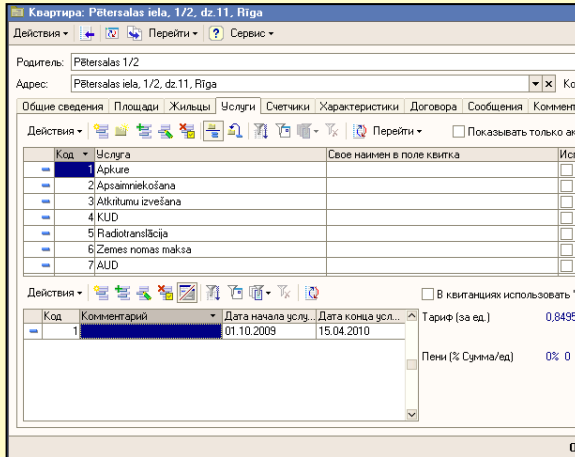 Квартира: Pētersalas iela, 1/2, dz.11, Rīga
Действия Перейти ? Сервис
Родитель: Pētersalas 1/2
Адрес: Pētersalas iela, 1/2, dz.11, Rīga x Ко
Общие сведения Площади Жильцы Услуги Счетчики Характеристики Договора Сообщения Коммент
Действия Перейти Показывать только ак
Код Услуга Свое наимен в поле квитка Исп
1 Apkure
2 Apsaimniekošana
3 Atkritumu izvešana
4 KUD
5 Radiotranslācija
6 Zemes nomas maksa
7 AUD
Действия В квитанциях использовать "
Код Комментарий Дата начала услу... Дата конца усл... Тариф (за ед.) 0,8495
1 01.10.2009 15.04.2010
Пени (% Сумма/ед) 0% 0